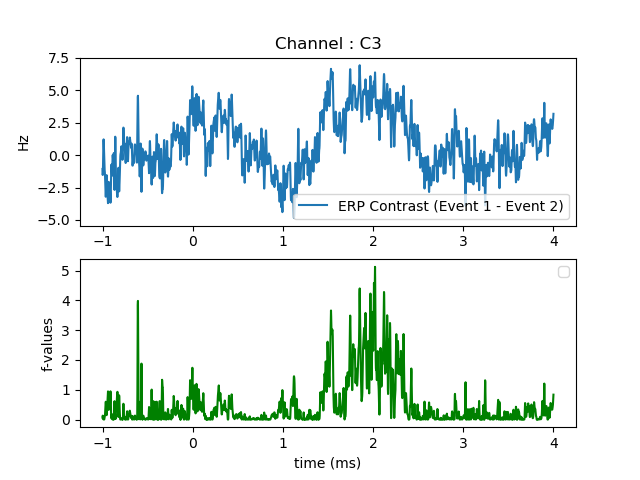 Channel : C3
7.5
5.0
2.5
0.0
−2.5
−5.0
Hz
ERP Contrast (Event 1 - Event 2)
−1 0 1 2 3 4
5
4
3
2
1
0
f-values
−1 0 1 2 3 4
time (ms)